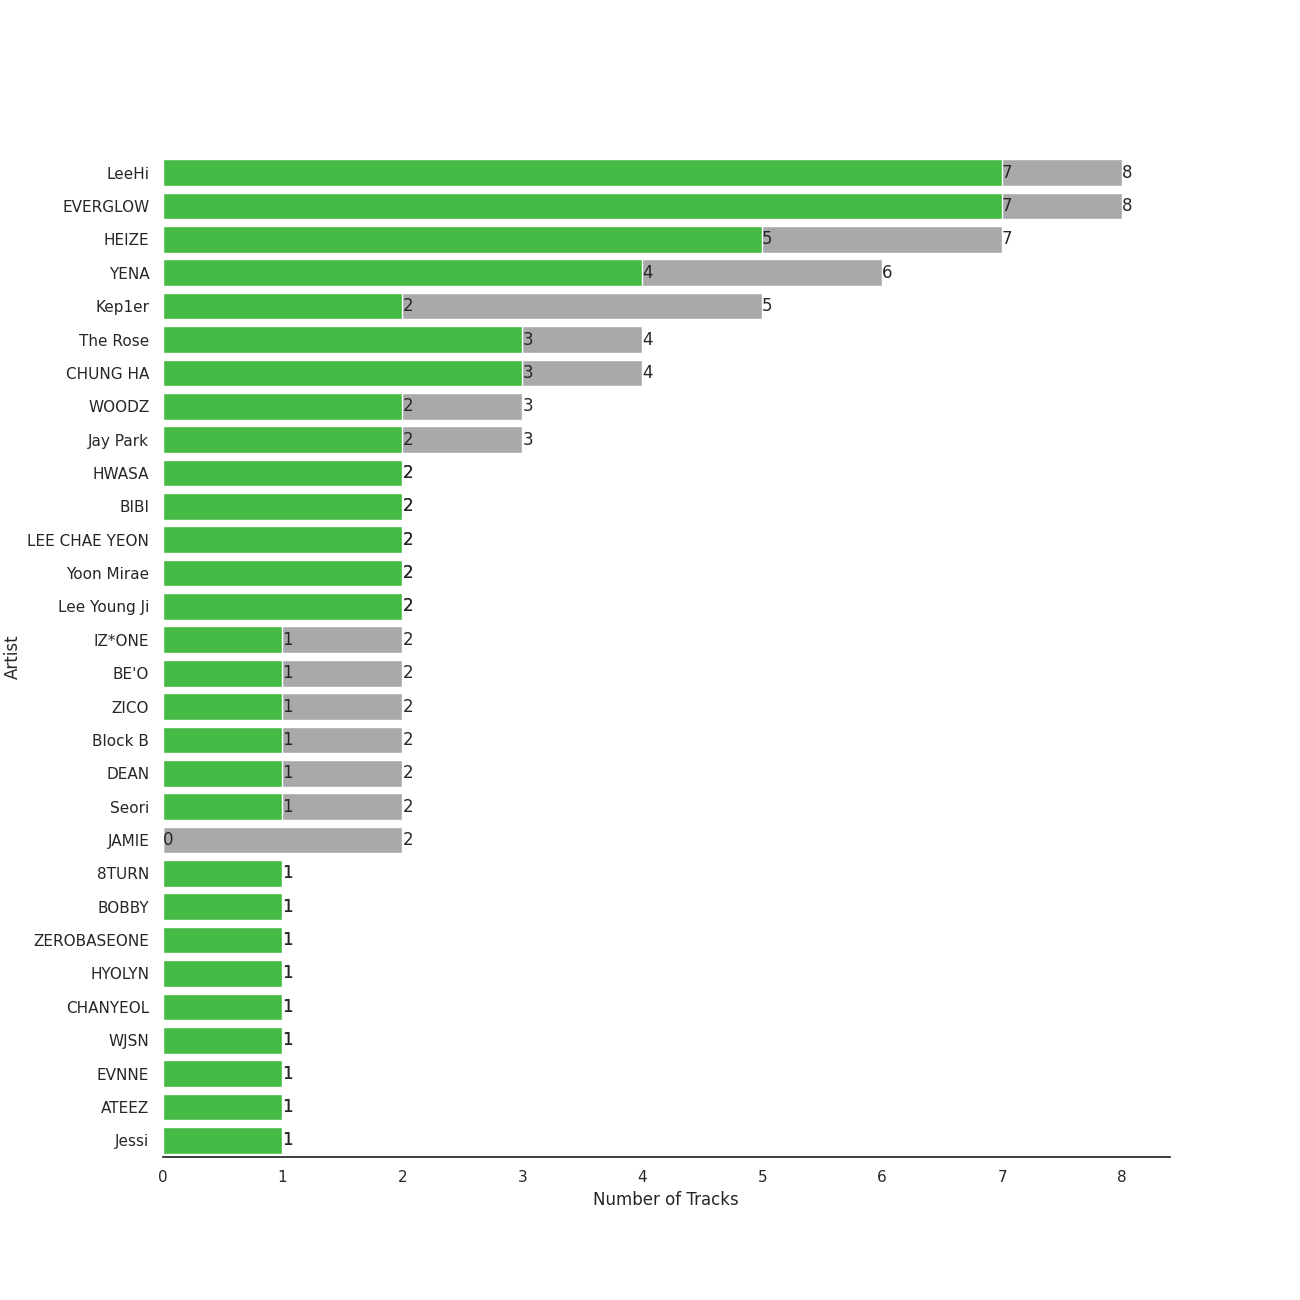 LeeHi 7 8
EVERGLOW 7 8
HEIZE 5 7
YENA 4 6
Kep1er 2 5
The Rose 3 4
CHUNG HA 3 4
WOODZ 2 3
Jay Park 2 3
HWASA 2
BIBI 2
LEE CHAE YEON 2
Yoon Mirae 2
Lee Young Ji 2
IZ*ONE 1 2
BE'O 1 2
ZICO 1 2
Block B 1 2
DEAN 1 2
Seori 1 2
JAMIE 0 2
8TURN 1
BOBBY 1
ZEROBASEONE 1
HYOLYN 1
CHANYEOL 1
WJSN 1
EVNNE 1
ATEEZ 1
Jessi 1
0 1 2 3 4 5 6 7 8
Number of Tracks
Artist